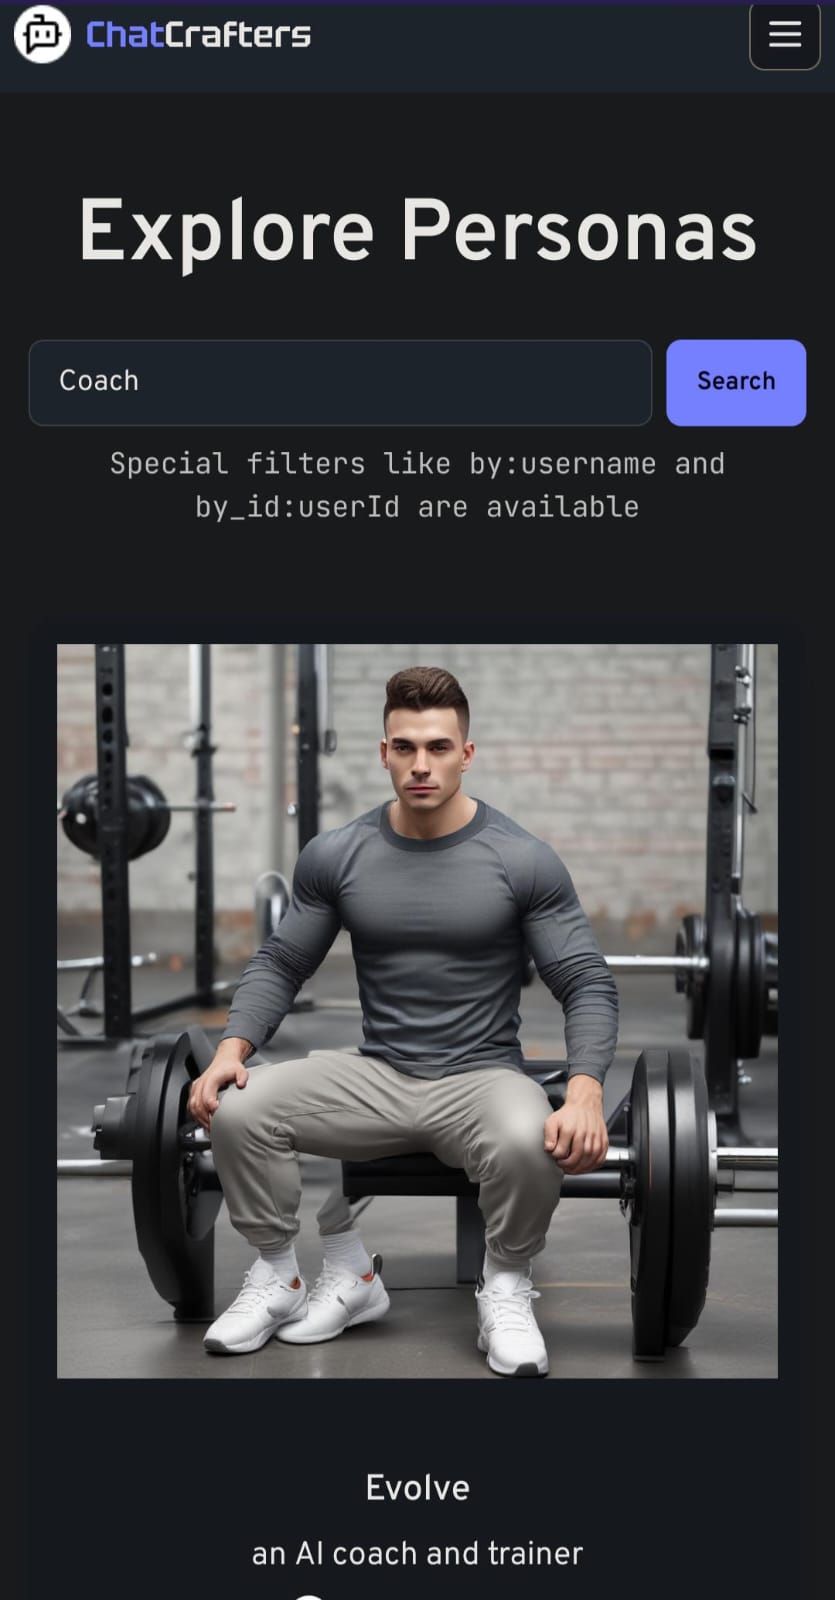 ChatCrafters
Explore Personas
Coach
Search
Special filters like by:username and
by_id:userId are available
Evolve
an AI coach and trainer